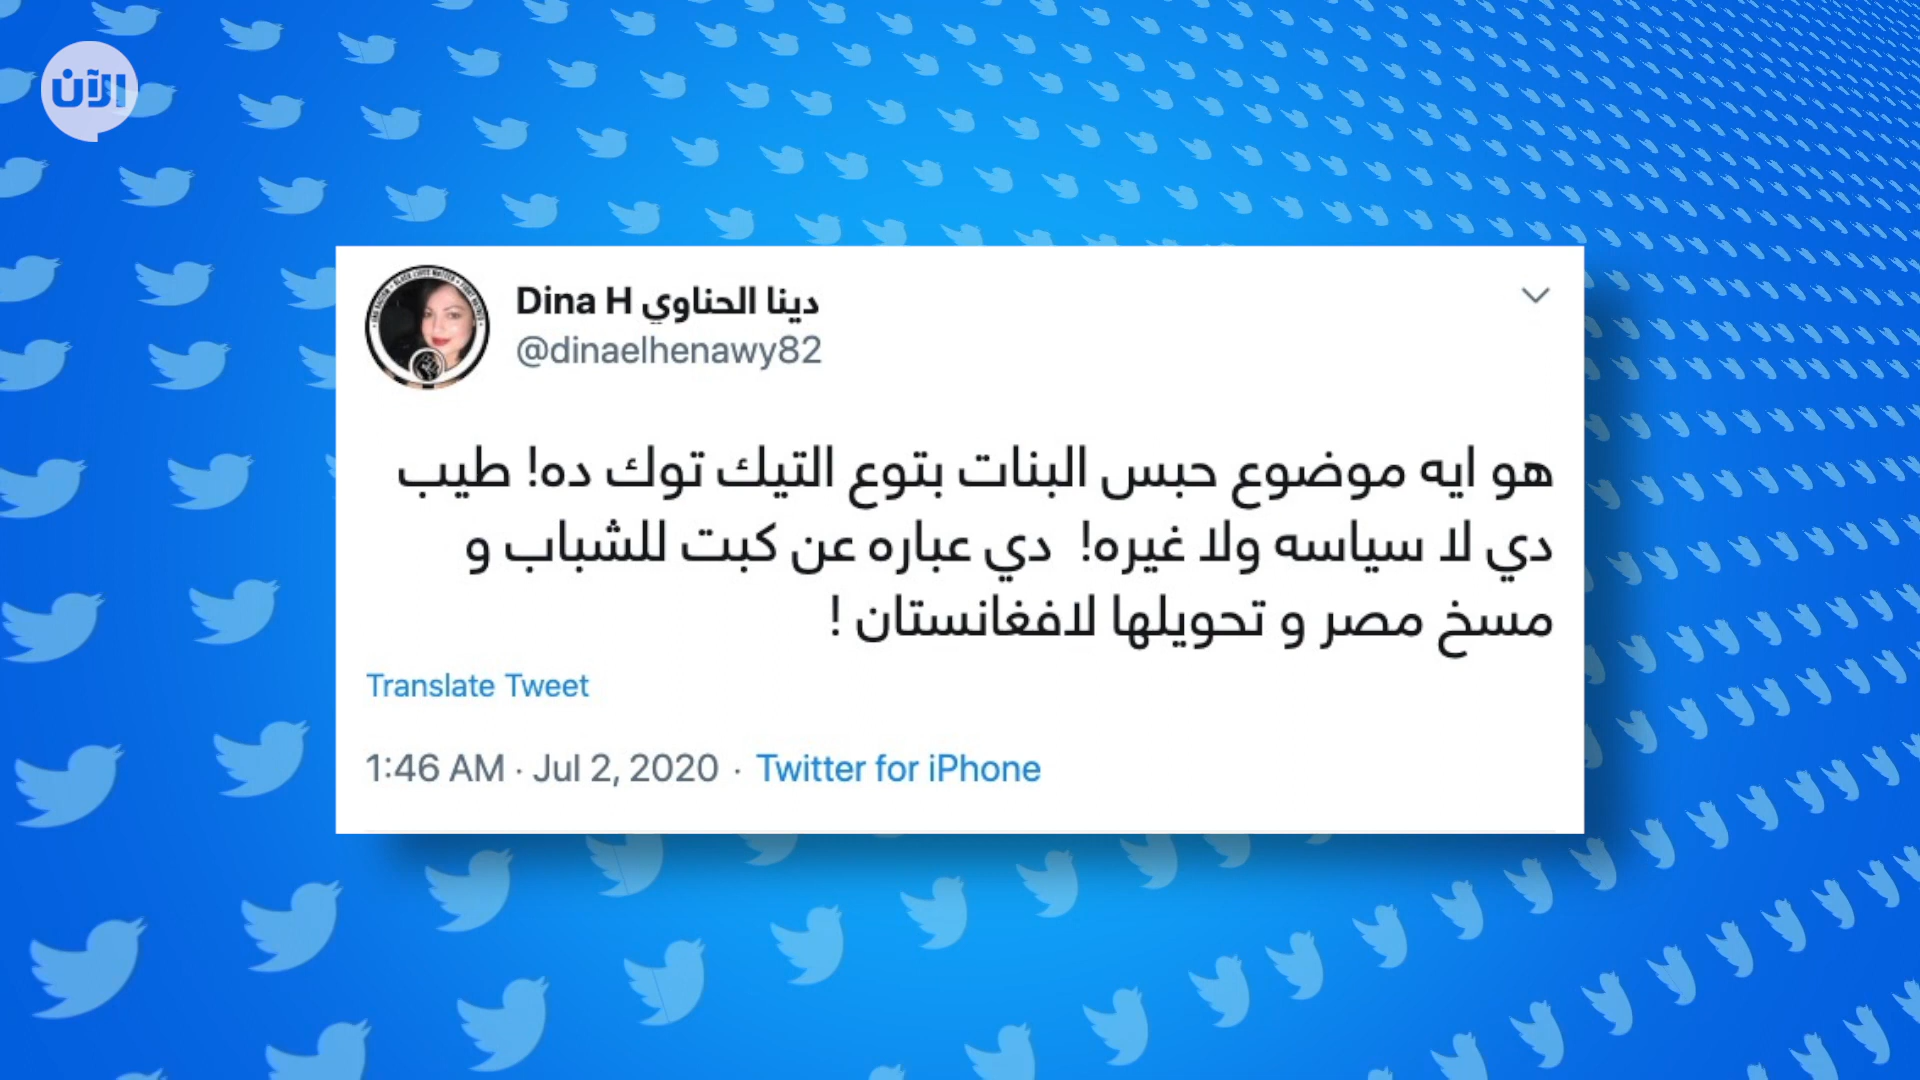 الآن
Dina H دينا الحناوي
@dinaelhenawy82
هو ايه موضوع حبس البنات بتوع التيك توك ده! طيب
دي لا سياسه ولا غيره! دي عباره عن كبت للشباب و
مسخ مصر و تحويلها لافغانستان !
Translate Tweet
1:46 AM · Jul 2, 2020 · Twitter for iPhone